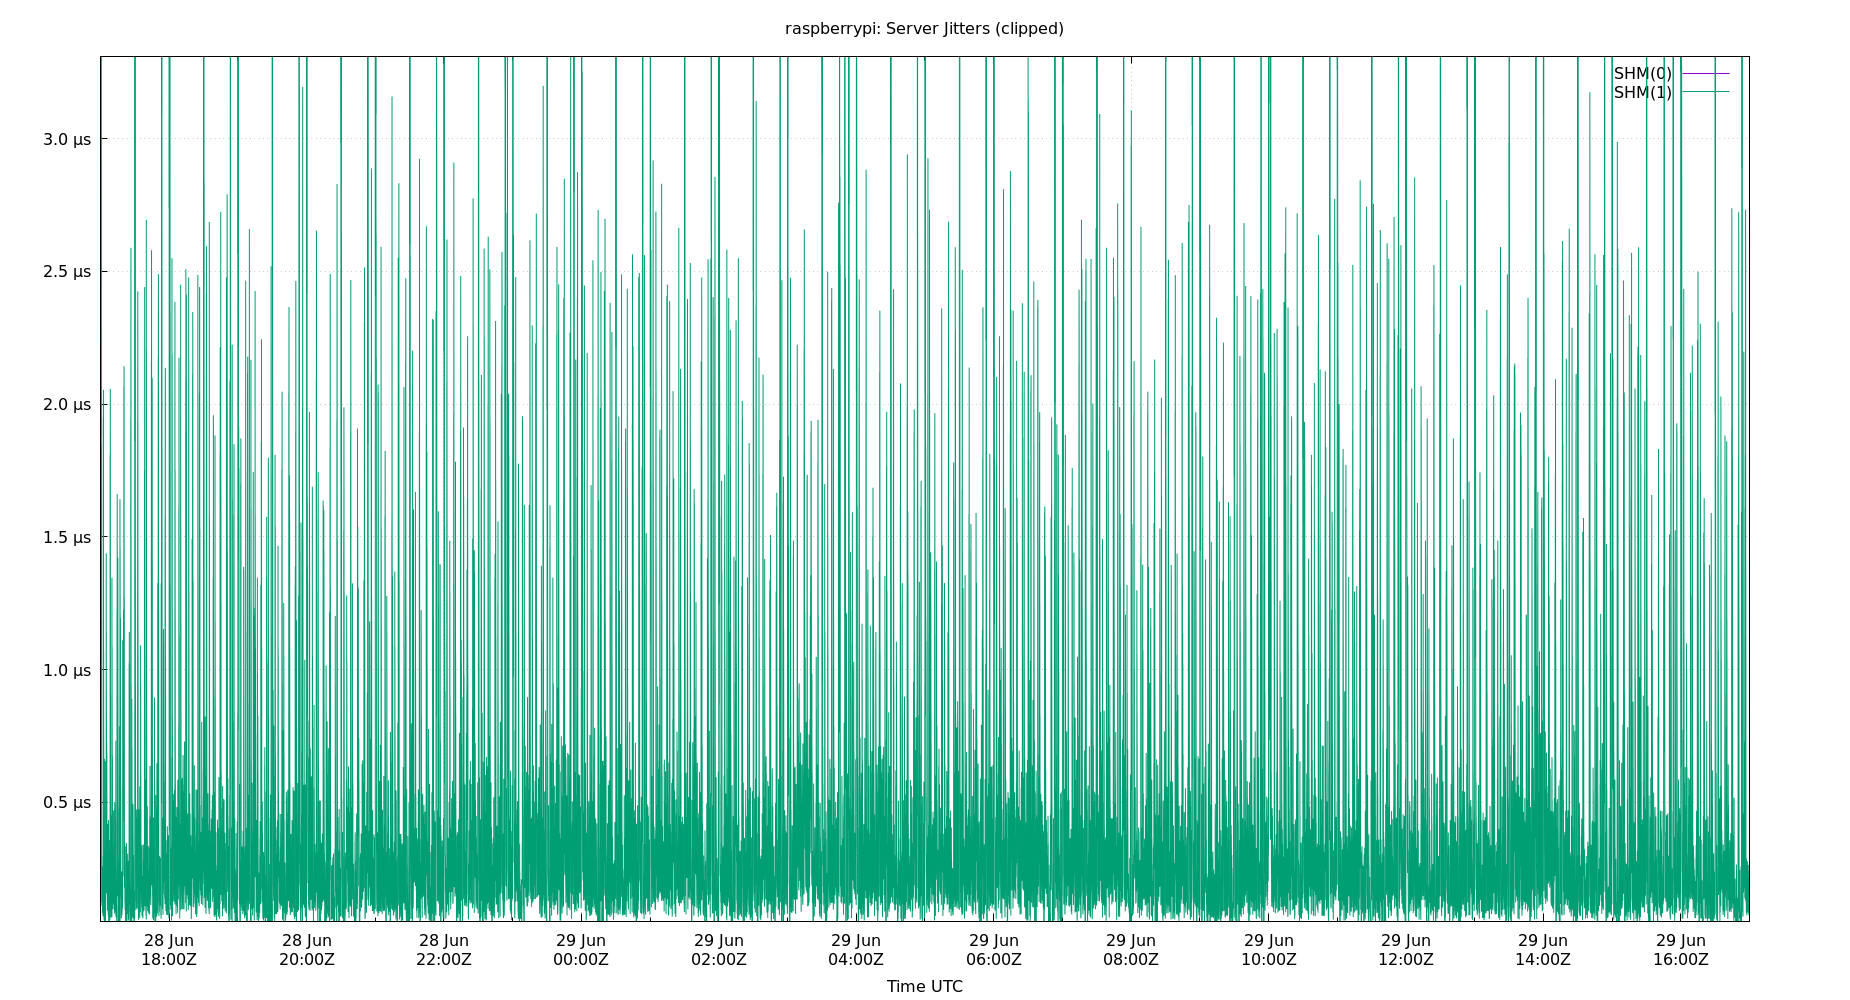 raspberrypi: Server Jitters (clipped)
SHM(0)
SHM(1)
3.0 µs
2.5 µs
2.0 µs
1.5 µs
1.0 µs
0.5 µs
28 Jun 28 Jun 28 Jun 29 Jun 29 Jun 29 Jun 29 Jun 29 Jun 29 Jun 29 Jun 29 Jun 29 Jun
18:00Z 20:00Z 22:00Z 00:00Z 02:00Z 04:00Z 06:00Z 08:00Z 10:00Z 12:00Z 14:00Z 16:00Z
Time UTC